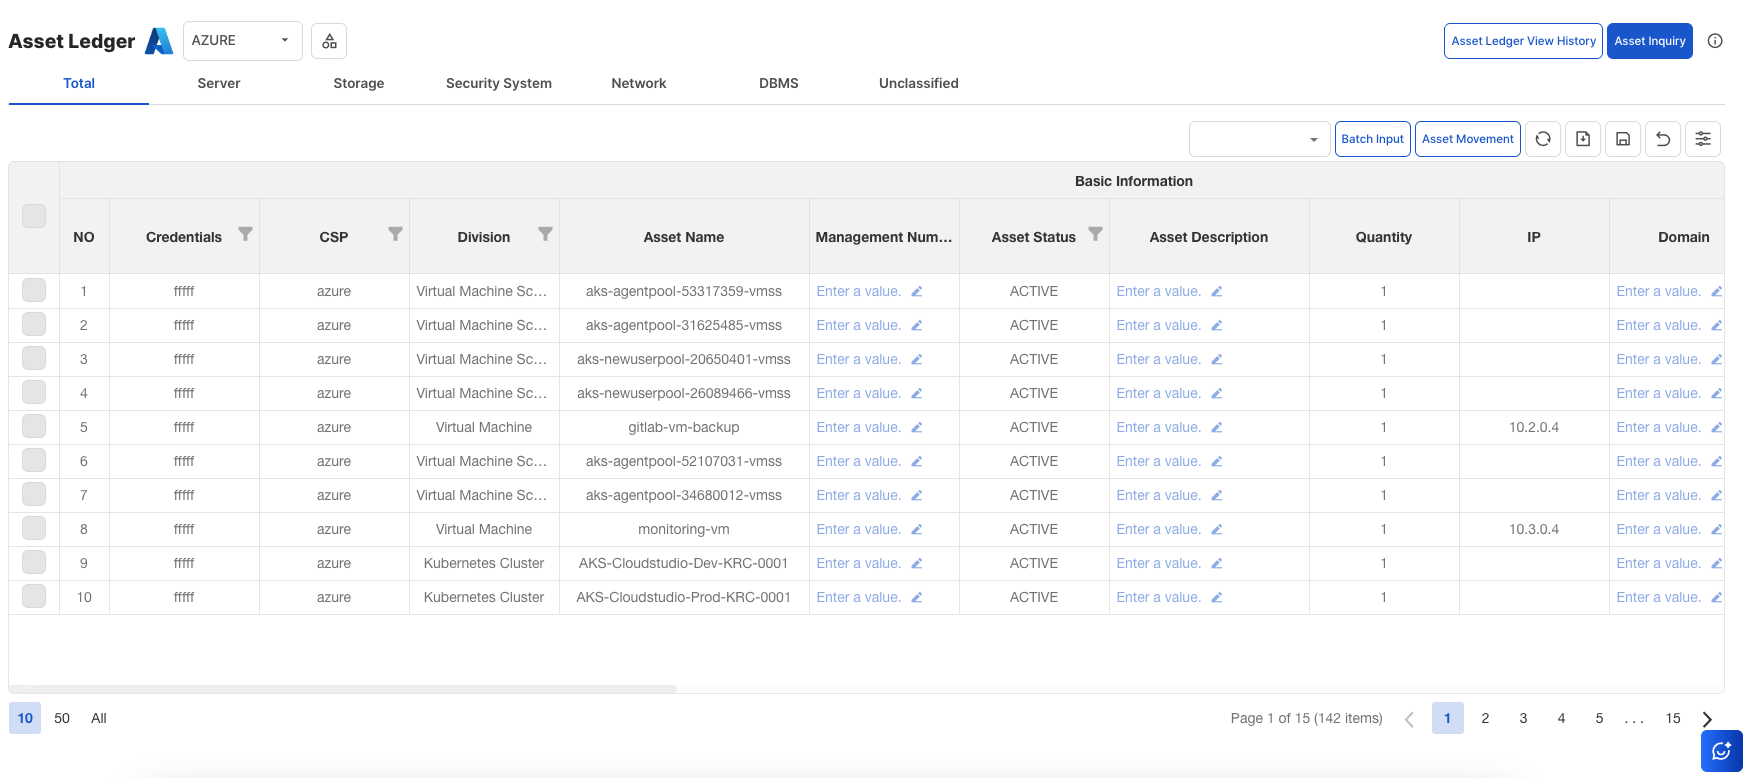 Asset Ledger AZURE Asset Ledger View History Asset Inquiry
Total Server Storage Security System Network DBMS Unclassified
Batch Input Asset Movement
Basic Information
NO Credentials CSP Division Asset Name Management Num... Asset Status Asset Description Quantity IP Domain
1 fffff azure Virtual Machine Sc... aks-agentpool-53317359-vmss Enter a value. ACTIVE Enter a value. 1 Enter a value.
2 fffff azure Virtual Machine Sc... aks-agentpool-31625485-vmss Enter a value. ACTIVE Enter a value. 1 Enter a value.
3 fffff azure Virtual Machine Sc... aks-newuserpool-20650401-vmss Enter a value. ACTIVE Enter a value. 1 Enter a value.
4 fffff azure Virtual Machine Sc... aks-newuserpool-26089466-vmss Enter a value. ACTIVE Enter a value. 1 Enter a value.
5 fffff azure Virtual Machine gitlab-vm-backup Enter a value. ACTIVE Enter a value. 1 10.2.0.4 Enter a value.
6 fffff azure Virtual Machine Sc... aks-agentpool-52107031-vmss Enter a value. ACTIVE Enter a value. 1 Enter a value.
7 fffff azure Virtual Machine Sc... aks-agentpool-34680012-vmss Enter a value. ACTIVE Enter a value. 1 Enter a value.
8 fffff azure Virtual Machine monitoring-vm Enter a value. ACTIVE Enter a value. 1 10.3.0.4 Enter a value.
9 fffff azure Kubernetes Cluster AKS-Cloudstudio-Dev-KRC-0001 Enter a value. ACTIVE Enter a value. 1 Enter a value.
10 fffff azure Kubernetes Cluster AKS-Cloudstudio-Prod-KRC-0001 Enter a value. ACTIVE Enter a value. 1 Enter a value.
10 50 All Page 1 of 15 (142 items) 1 2 3 4 5 . . . 15